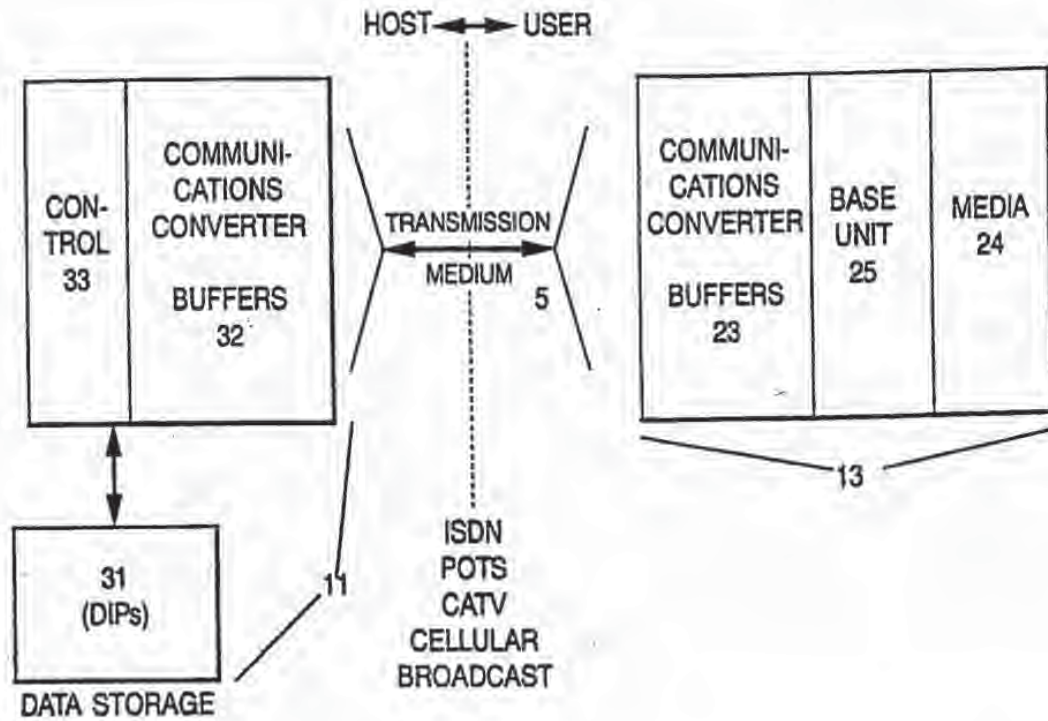 HOST USER
CON-
TROL
33
COMMUNI-
CATIONS
CONVERTER
BUFFERS
32
TRANSMISSION
MEDIUM
5
COMMUNI-
CATIONS
CONVERTER
BUFFERS
23
BASE
UNIT
25
MEDIA
24
13
31
(DIPs)
DATA STORAGE
11
ISDN
POTS
CATV
CELLULAR
BROADCAST